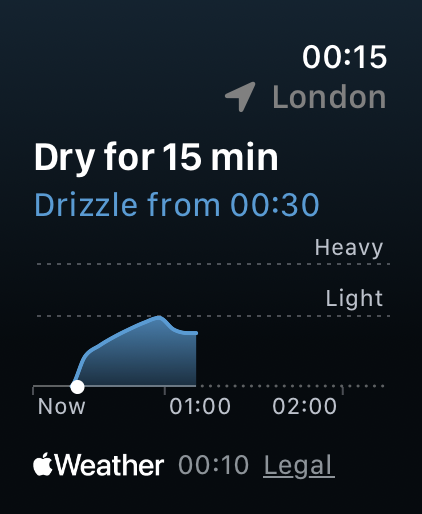 00:15
London
Dry for 15 min
Drizzle from 00:30
Heavy
Light
Now 01:00 02:00
Weather 00:10 Legal